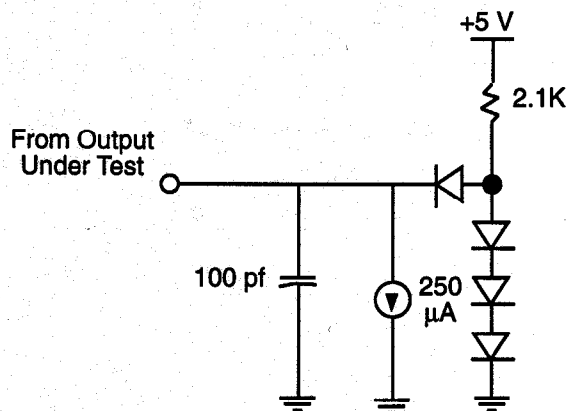 +5 V
2.1K
From Output
Under Test
100 pf
250
µA